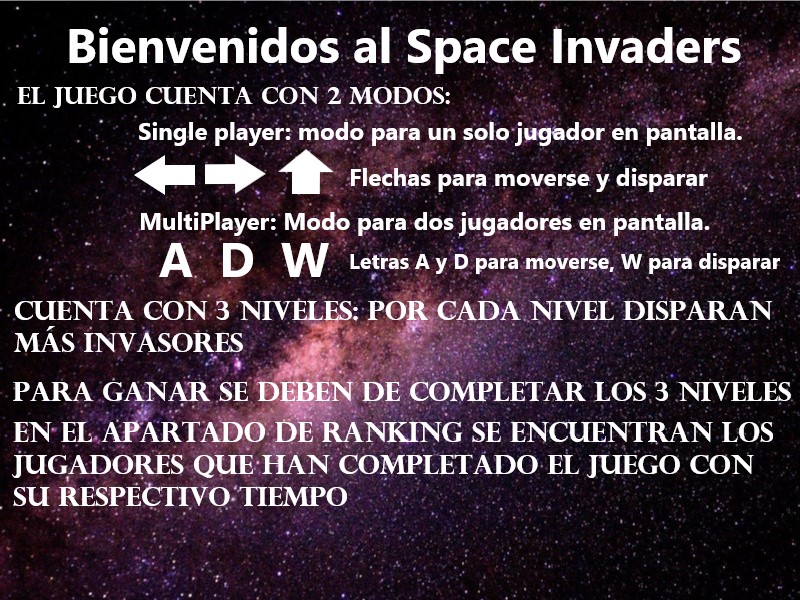 Bienvenidos al Space Invaders
EL JUEGO CUENTA CON 2 MODOS:
Single player: modo para un solo jugador en pantalla.
Flechas para moverse y disparar
MultiPlayer: Modo para dos jugadores en pantalla.
A D W Letras A y D para moverse, W para disparar
CUENTA CON 3 NIVELES: POR CADA NIVEL DISPARAN
MÁS INVASORES
PARA GANAR SE DEBEN DE COMPLETAR LOS 3 NIVELES
EN EL APARTADO DE RANKING SE ENCUENTRAN LOS
JUGADORES QUE HAN COMPLETADO EL JUEGO CON
SU RESPECTIVO TIEMPO